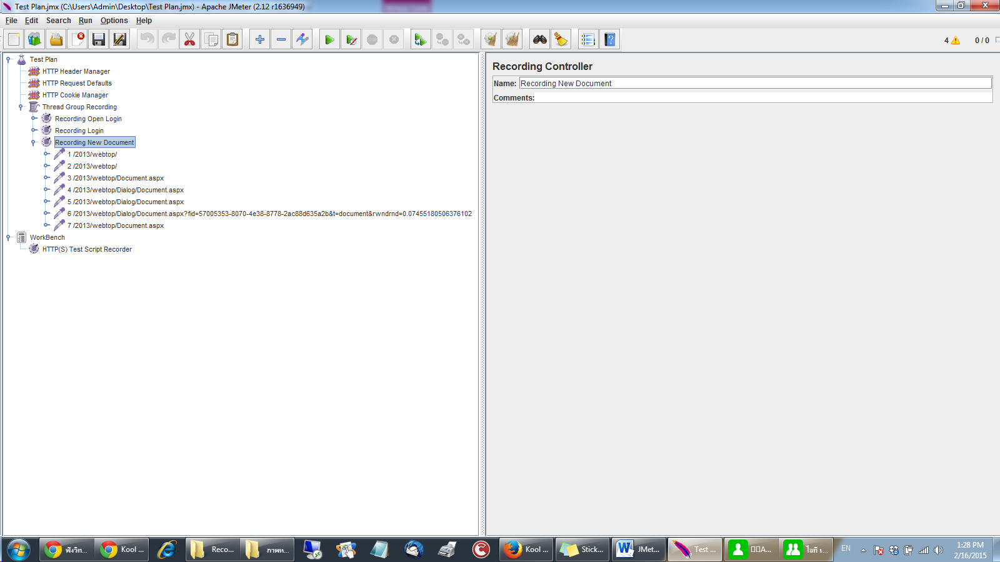 Test Plan.jmx (C:\Users\Admin\Desktop\Test Plan.jmx) - Apache JMeter (2.12 r1636949)
File Edit Search Run Options Help
4 0 / 0
Test Plan
HTTP Header Manager
HTTP Request Defaults
HTTP Cookie Manager
Thread Group Recording
Recording Open Login
Recording Login
Recording New Document
1 /2013/webtop/
2 /2013/webtop/
3 /2013/webtop/Document.aspx
4 /2013/webtop/Dialog/Document.aspx
5 /2013/webtop/Dialog/Document.aspx
6 /2013/webtop/Dialog/Document.aspx?fid=57005353-8070-4e38-8778-2ac88d635a2b&t=document&rwndrnd=0.07455180506376102
7 /2013/webtop/Document.aspx
WorkBench
HTTP(S) Test Script Recorder
Recording Controller
Name: Recording New Document
Comments:
ฟังวิท... Kool ... Reco... ภาพห... Kool ... Stick... JMet... Test ... A... ไอที เ... EN
1:28 PM
2/16/2015